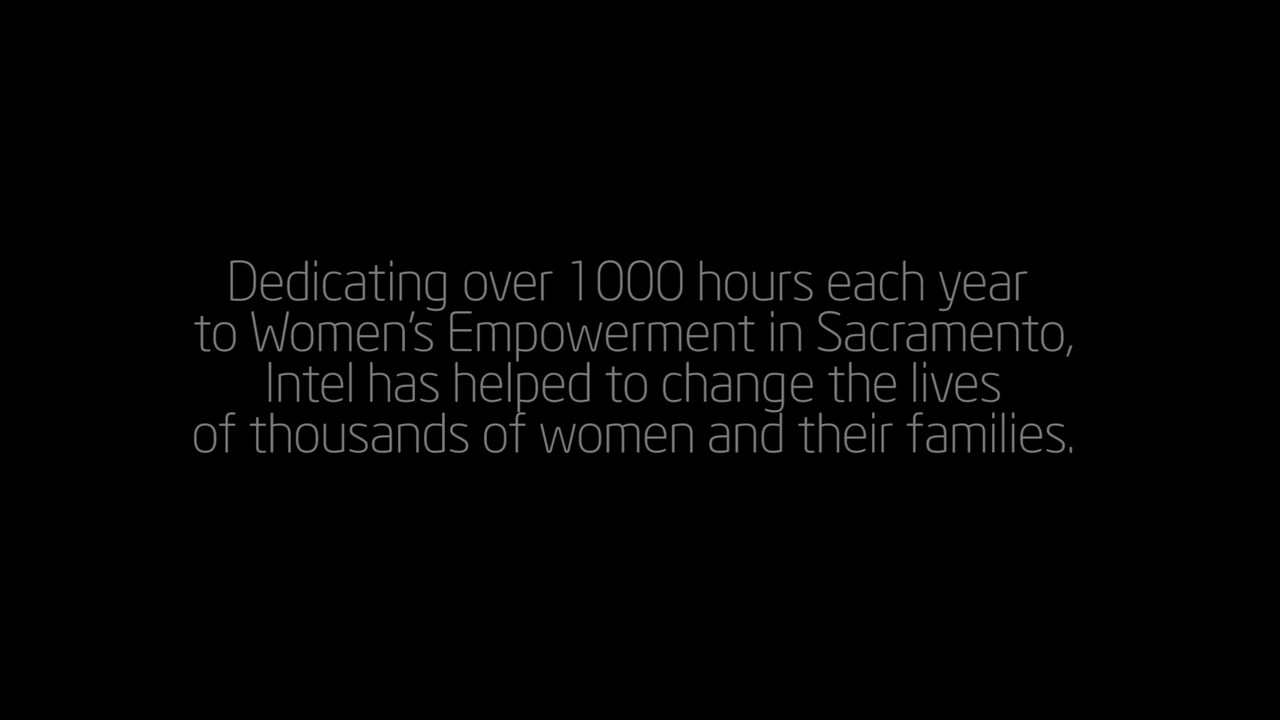 Dedicating over 1000 hours each year
to Women's Empowerment in Sacramento,
Intel has helped to change the lives
of thousands of women and their families.